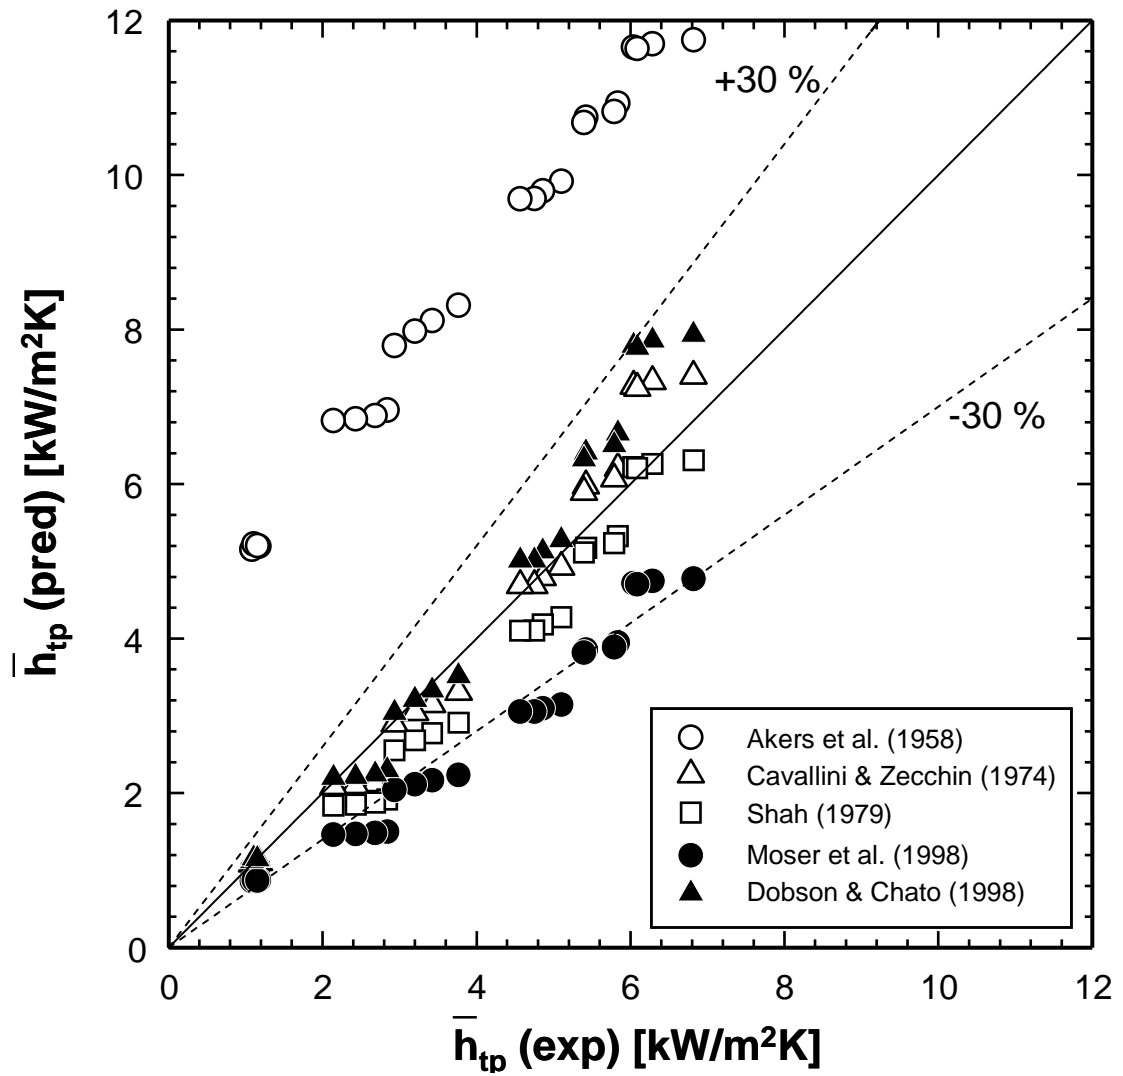 12
10
8
6
4
2
0
h̅tp (pred) [kW/m²K]
+30 %
-30 %
Akers et al. (1958)
Cavallini & Zecchin (1974)
Shah (1979)
Moser et al. (1998)
Dobson & Chato (1998)
0 2 4 6 8 10 12
h̅tp (exp) [kW/m²K]